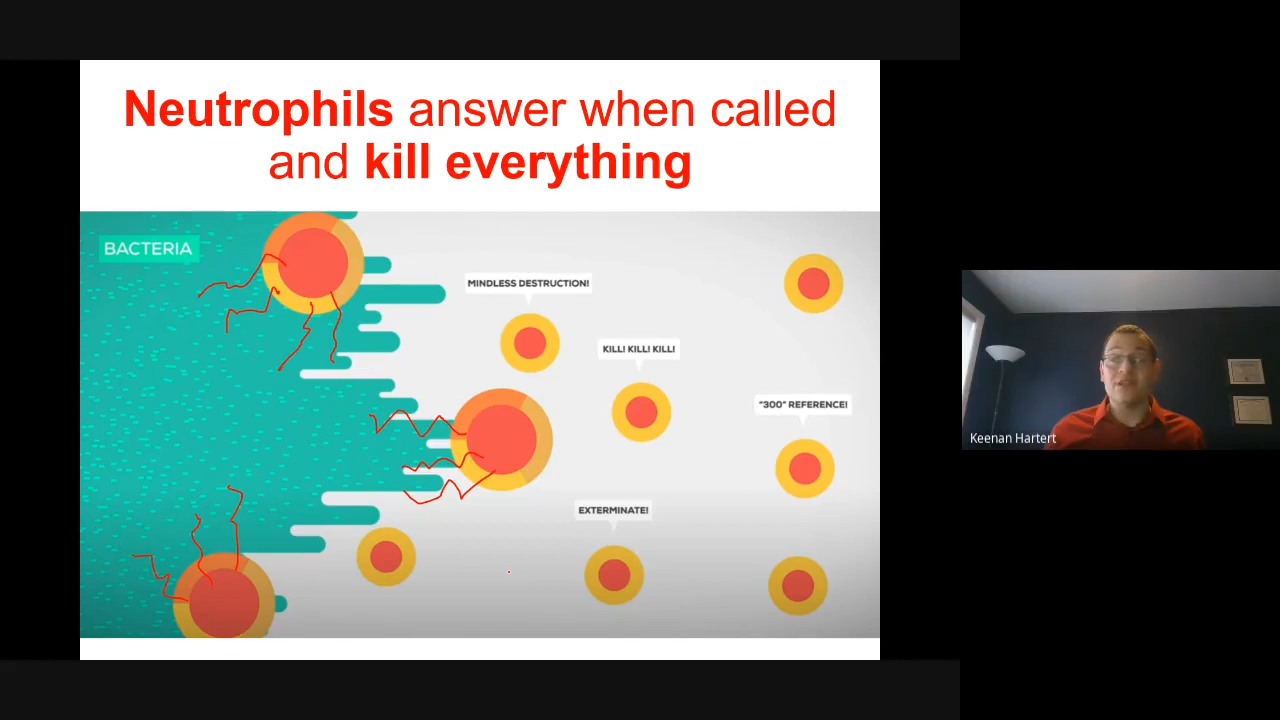 Neutrophils answer when called
and kill everything
BACTERIA
MINDLESS DESTRUCTION!
KILL! KILL! KILL!
"300" REFERENCE!
EXTERMINATE!
Keenan Hartert